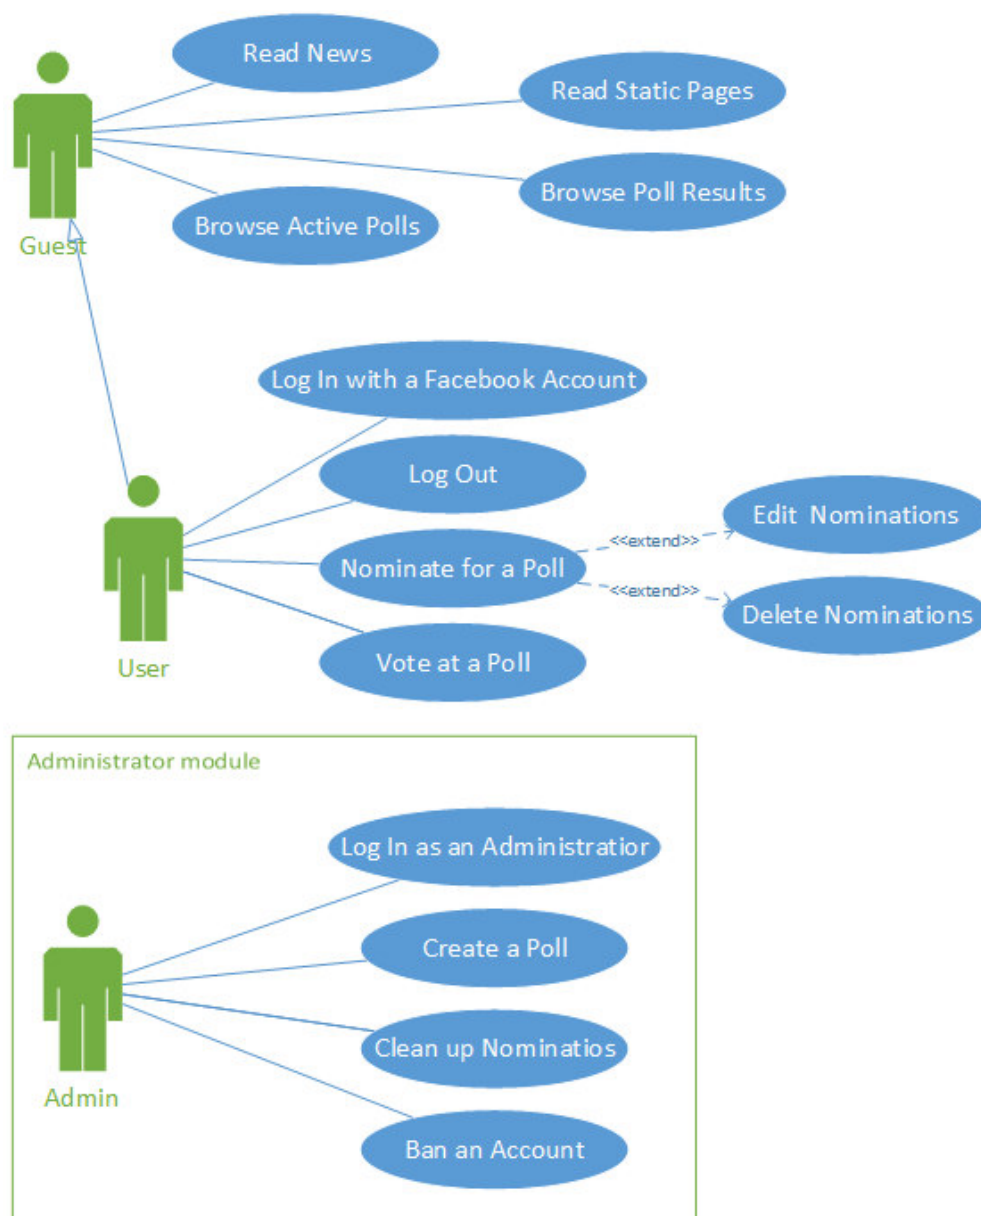 Read News
Read Static Pages
Browse Poll Results
Browse Active Polls
Guest
Log In with a Facebook Account
Log Out
Edit Nominations
<<extend>>
Nominate for a Poll
<<extend>>
Delete Nominations
Vote at a Poll
User
Administrator module
Log In as an Administratior
Create a Poll
Clean up Nominatios
Admin
Ban an Account